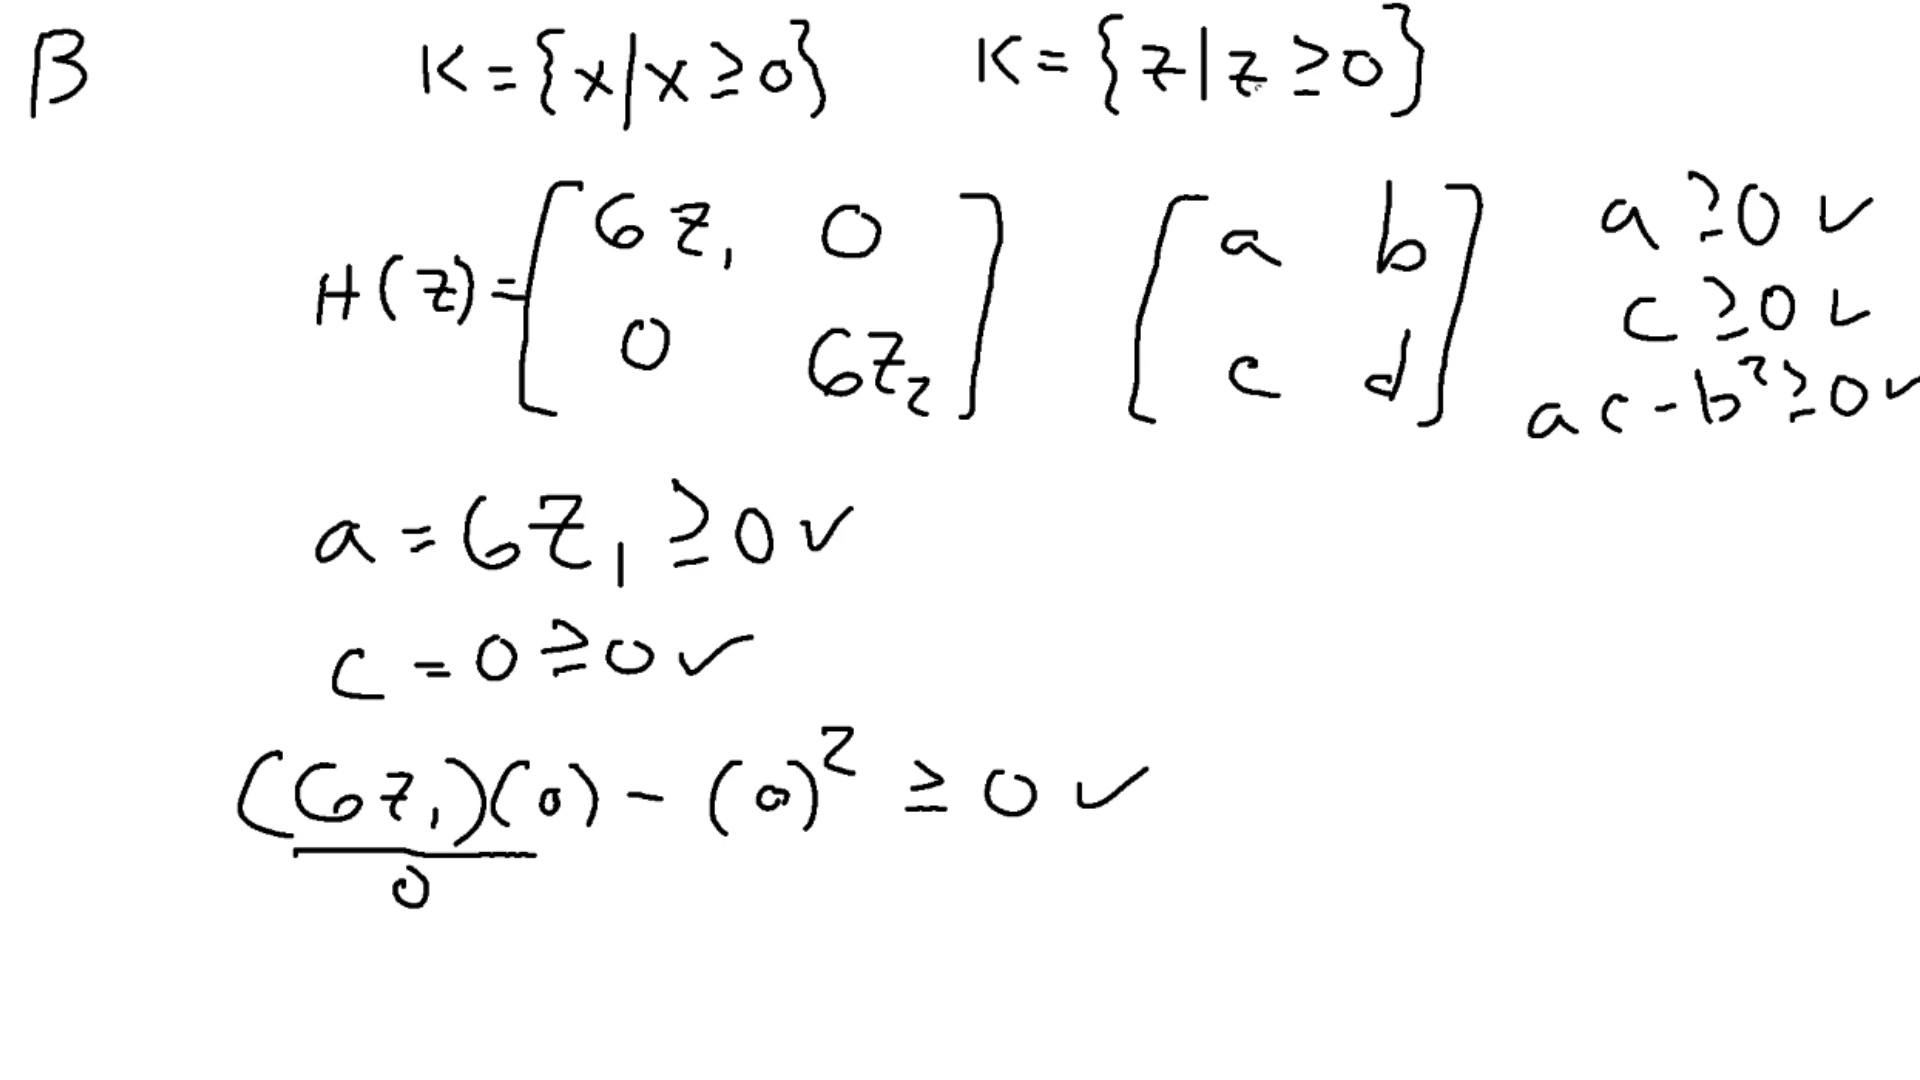 B K = {x|x ≥ 0} K = {z|z ≥ 0}
H(z) = [6z₁ 0 [a b a ≥ 0 ✓
0 6z₂] c d] c ≥ 0 ✓
ac - b² ≥ 0 ✓
a = 6z₁ ≥ 0 ✓
c = 0 ≥ 0 ✓
(6z₁)(0) - (0)² ≥ 0 ✓
0